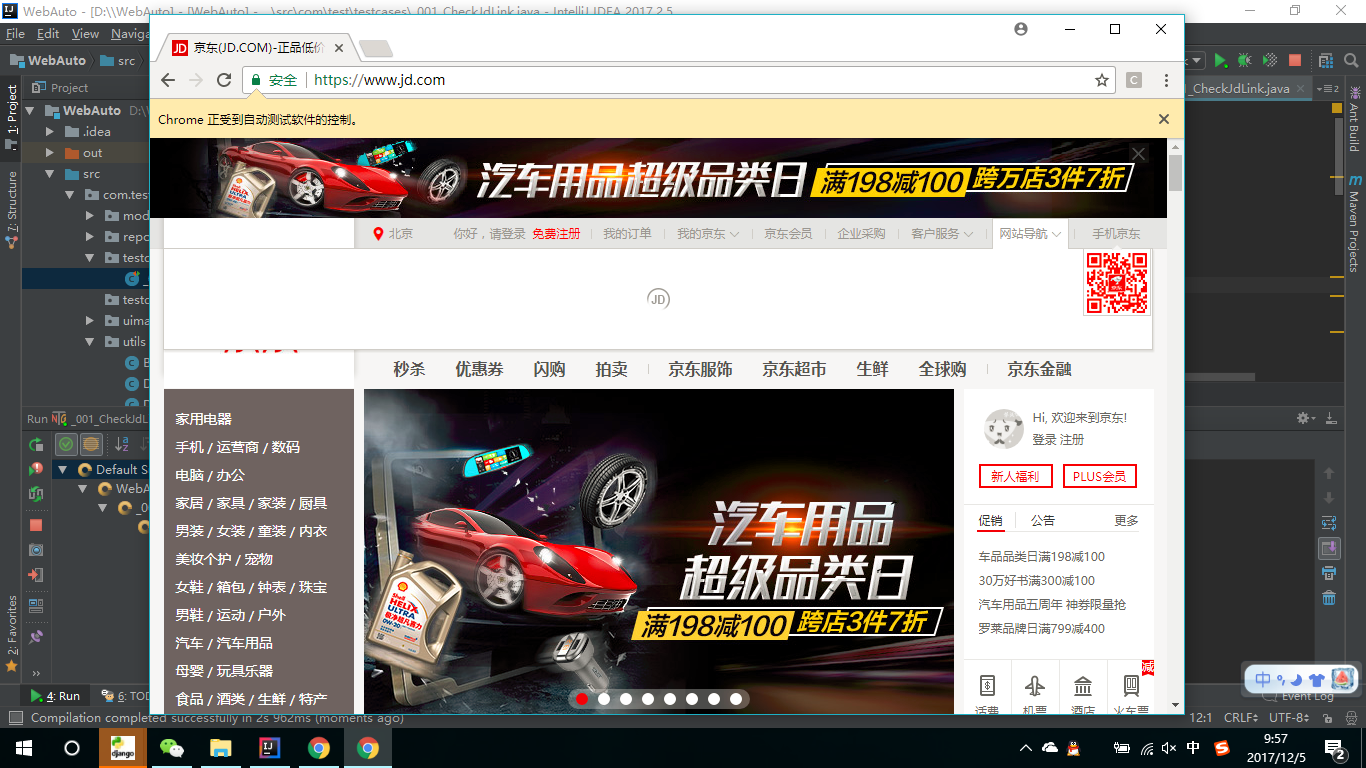 WebAuto - [D:\\WebAuto] - [WebAuto] - ...\src\com\test\testcases\_001_CheckJdLink.java - IntelliJ IDEA 2017.2.5
File Edit View Naviga
WebAuto src
Project
_CheckJdLink.java
2
1: Project
7: Structure
2: Favorites
Ant Build
Maven Projects
WebAuto D:\
.idea
out
src
com.tes
mod
repo
testc
testc
uima
utils
Run _001_CheckJdL
Default Su
WebA
_0
JD 京东(JD.COM)-正品低价
安全 https://www.jd.com
C
Chrome 正受到自动测试软件的控制。
汽车用品超级品类日 满198减100 跨万店3件7折
北京 你好，请登录 免费注册 我的订单 我的京东 京东会员 企业采购 客户服务 网站导航 手机京东
JD
秒杀 优惠券 闪购 拍卖 京东服饰 京东超市 生鲜 全球购 京东金融
家用电器
手机 / 运营商 / 数码
电脑 / 办公
家居 / 家具 / 家装 / 厨具
男装 / 女装 / 童装 / 内衣
美妆个护 / 宠物
女鞋 / 箱包 / 钟表 / 珠宝
男鞋 / 运动 / 户外
汽车 / 汽车用品
母婴 / 玩具乐器
食品 / 酒类 / 生鲜 / 特产
Shell
HELIX
ULTRA
0W-20
汽车用品
超级品类日
满198减100 跨店3件7折
Hi, 欢迎来到京东!
登录 注册
新人福利 PLUS会员
促销 公告 更多
车品品类日满198减100
30万好书满300减100
汽车用品五周年 神券限量抢
罗莱品牌日满799减400
减
话费 机票 酒店 火车票
中
4: Run 6: TOD
Event Log
Compilation completed successfully in 2s 962ms (moments ago)
12:1 CRLF UTF-8
django
中
9:57
2017/12/5
2